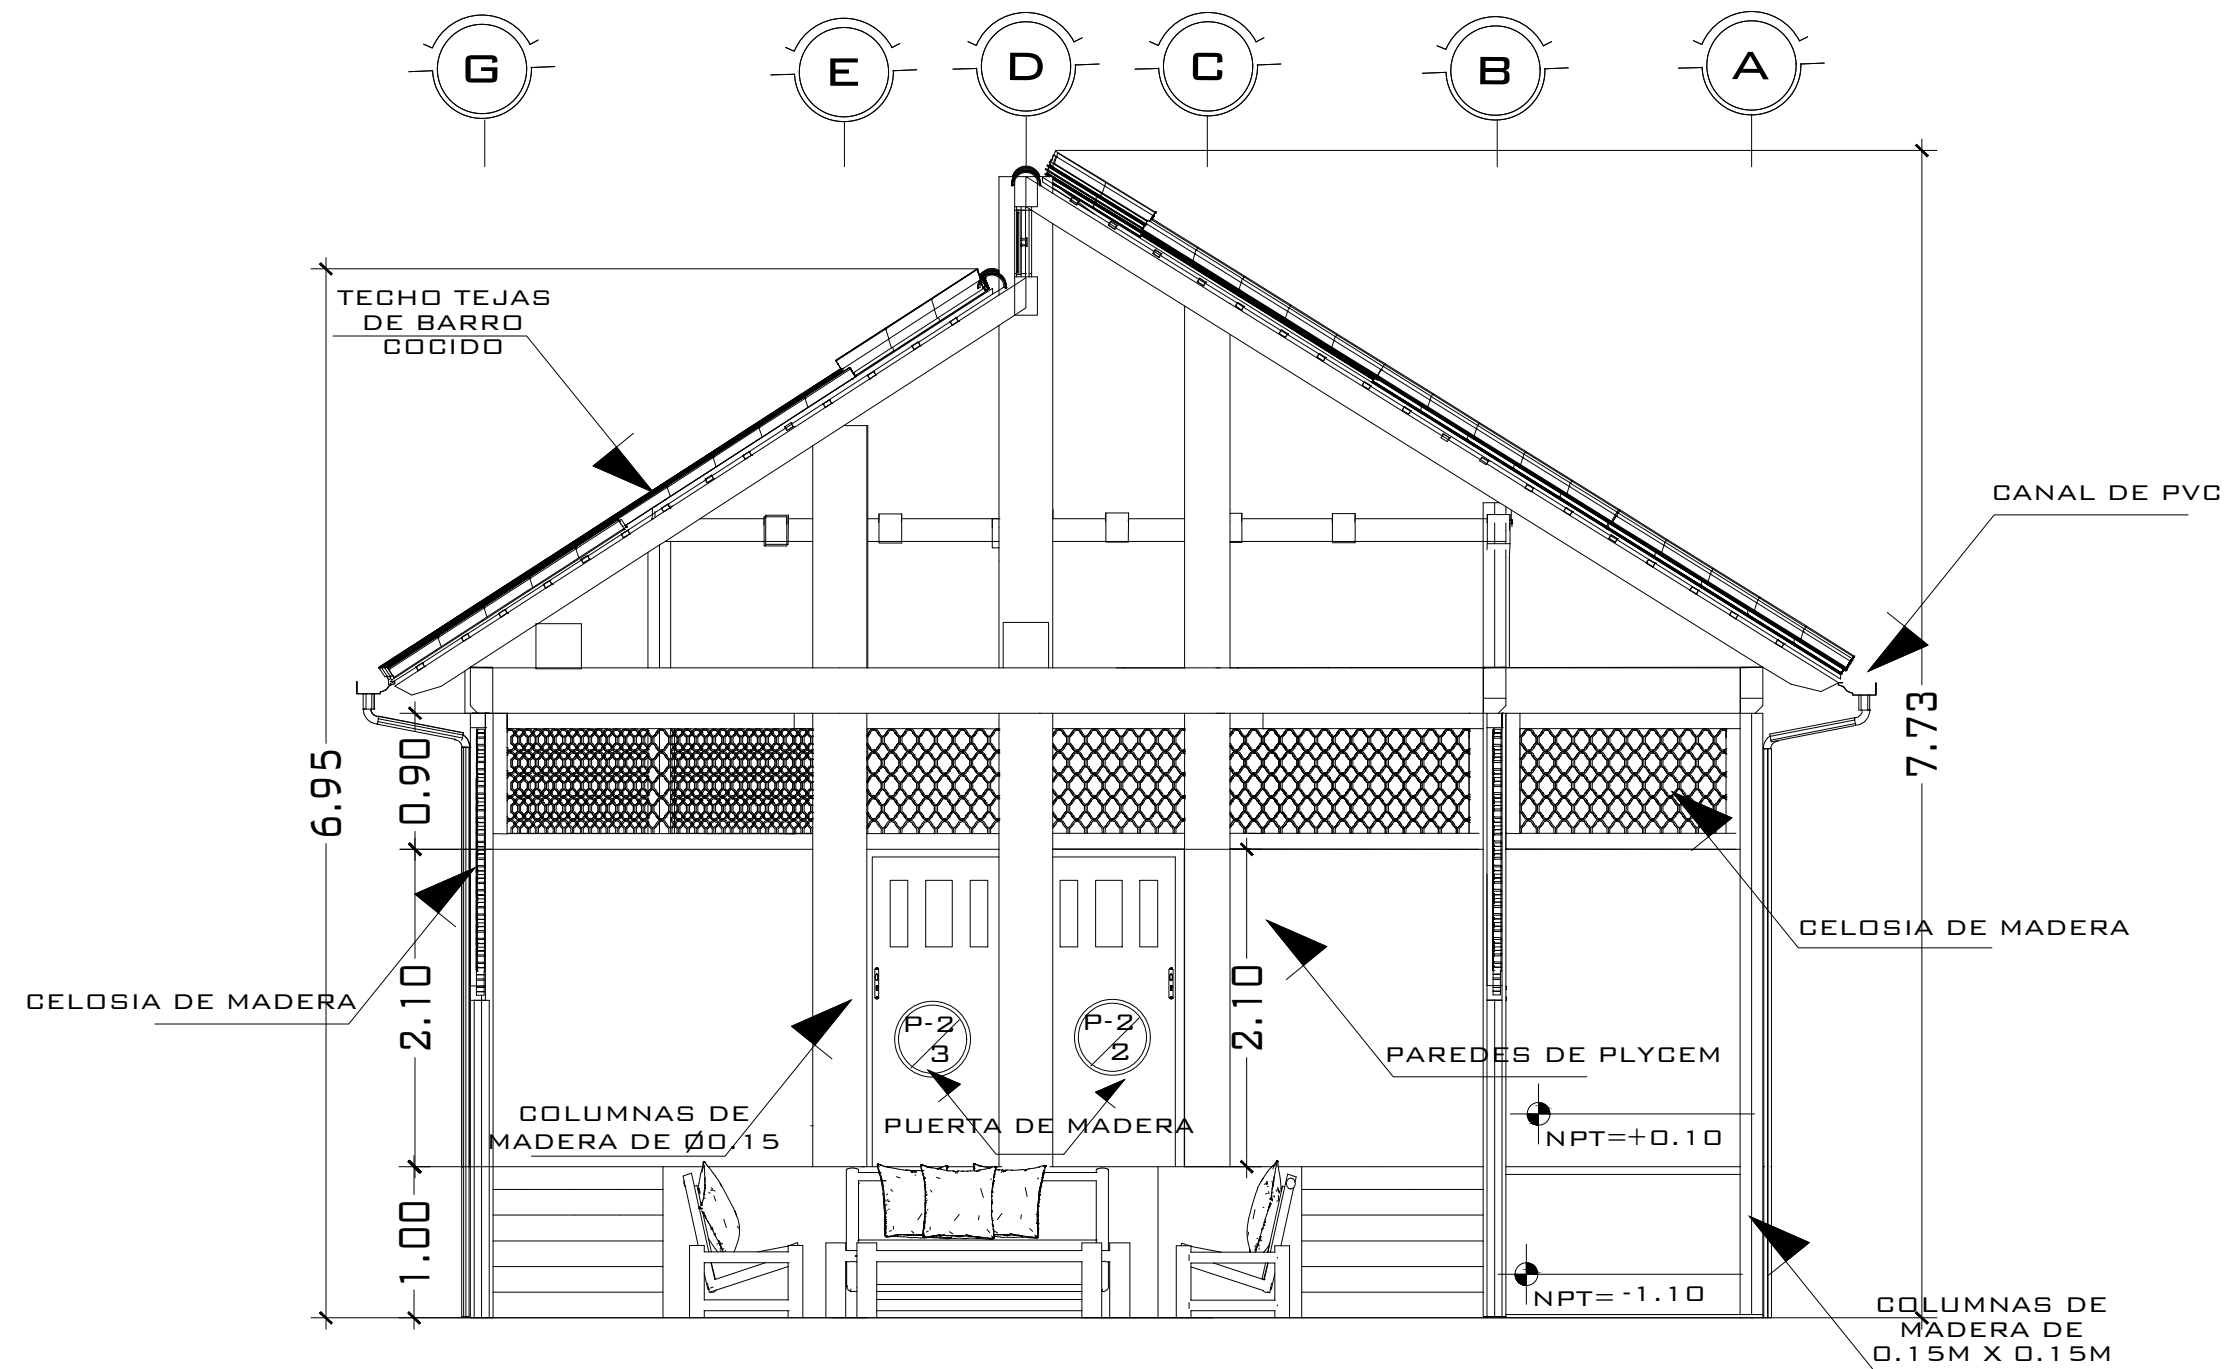 G
E
D
C
B
A
TECHO TEJAS
DE BARRO
COCIDO
CANAL DE PVC
6.95
0.90
7.73
CELOSIA DE MADERA
CELOSIA DE MADERA
2.10
2.10
P-2
3
P-2
2
PAREDES DE PLYCEM
COLUMNAS DE
MADERA DE Ø0.15
PUERTA DE MADERA
NPT=+0.10
1.00
NPT= -1.10
COLUMNAS DE
MADERA DE
0.15M X 0.15M